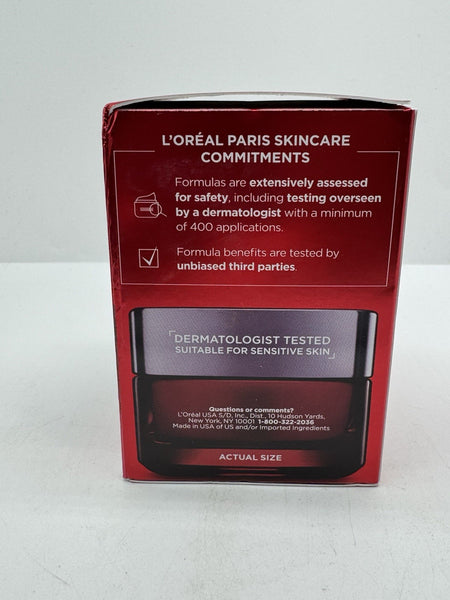 L'ORÉAL PARIS SKINCARE
COMMITMENTS
Formulas are extensively assessed
for safety, including testing overseen
by a dermatologist with a minimum
of 400 applications.
Formula benefits are tested by
unbiased third parties.
DERMATOLOGIST TESTED
SUITABLE FOR SENSITIVE SKIN
Questions or comments?
L'Oréal USA S/D, Inc., Dist., 10 Hudson Yards,
New York, NY 10001 1-800-322-2036
Made in USA of US and/or Imported Ingredients
ACTUAL SIZE